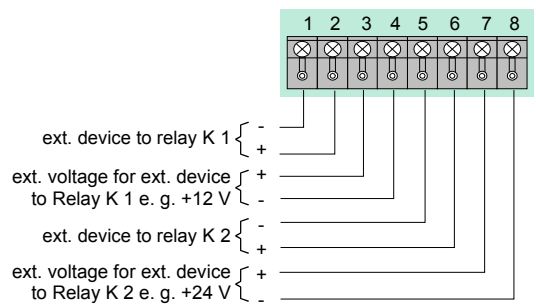 1 2 3 4 5 6 7 8
-
ext. device to relay K 1
+
ext. voltage for ext. device +
to Relay K 1 e. g. +12 V -
-
ext. device to relay K 2
+
ext. voltage for ext. device +
to Relay K 2 e. g. +24 V -